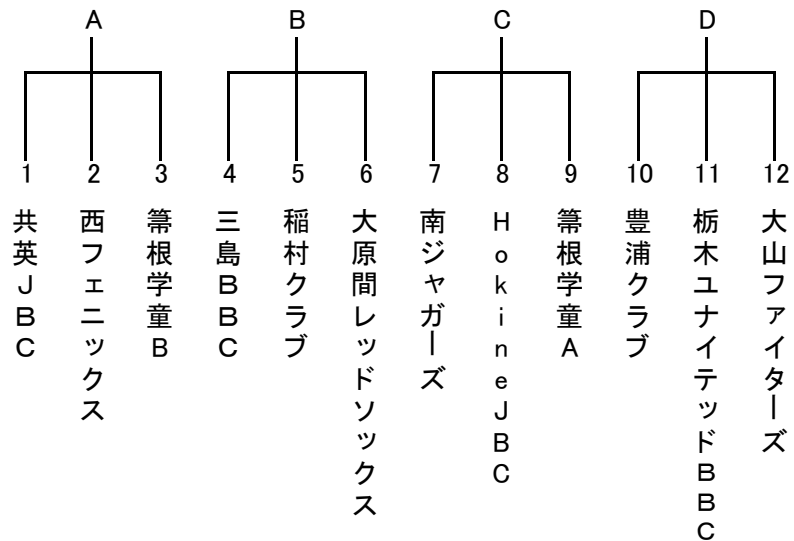 A B C D
1 2 3 4 5 6 7 8 9 10 11 12
共英JBC
西フェニックス
箒根学童B
三島BBC
稲村クラブ
大原間レッドソックス
南ジャガーズ
HokineJBC
箒根学童A
豊浦クラブ
栃木ユナイテッドBBC
大山ファイターズ